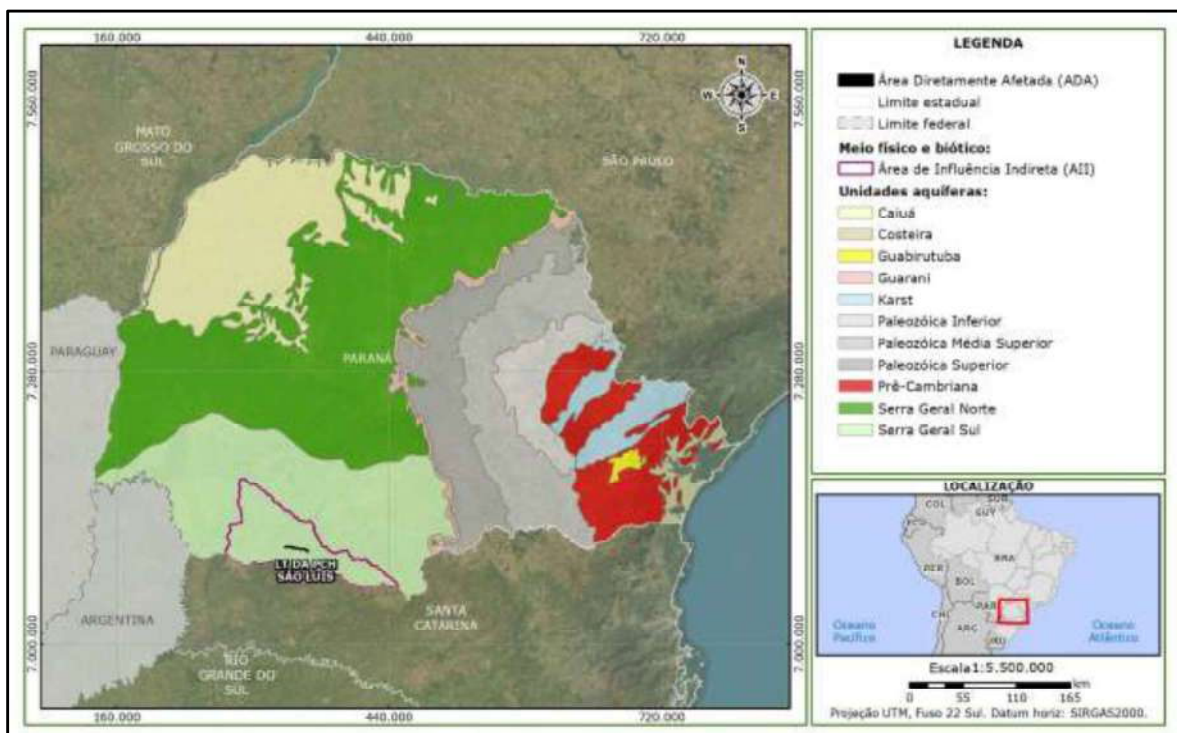 160.000
440.000
720.000
7.560.000
7.560.000
N
W
E
S
MATO
GROSSO DO
SUL
SÃO PAULO
PARAGUAY
PARANÁ
7.280.000
7.280.000
LT DA PCH
SÃO LUÍS
ARGENTINA
SANTA
CATARINA
7.000.000
7.000.000
RIO
GRANDE DO
SUL
160.000
440.000
720.000
LEGENDA
Área Diretamente Afetada (ADA)
Limite estadual
Limite federal
Meio físico e biótico:
Área de Influência Indireta (AII)
Unidades aquíferas:
Caiuá
Costeira
Guabirutuba
Guarani
Karst
Paleozóica Inferior
Paleozóica Média Superior
Paleozóica Superior
Pré-Cambriana
Serra Geral Norte
Serra Geral Sul
LOCALIZAÇÃO
COL
SUR
GUY
BRA
PER
BOL
PAR
ARG
Oceano
Pacífico
Oceano
Atlântico
Escala1:5.500.000
km
0 55 110 165
Projeção UTM, Fuso 22 Sul. Datum horiz: SIRGAS2000.